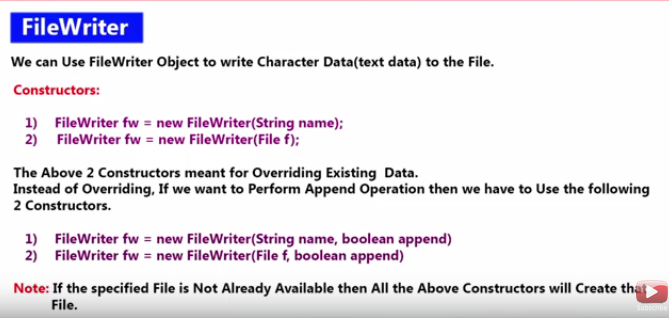 FileWriter
We can Use FileWriter Object to write Character Data(text data) to the File.
Constructors:
1) FileWriter fw = new FileWriter(String name);
2) FileWriter fw = new FileWriter(File f);
The Above 2 Constructors meant for Overriding Existing Data.
Instead of Overriding, If we want to Perform Append Operation then we have to Use the following
2 Constructors.
1) FileWriter fw = new FileWriter(String name, boolean append)
2) FileWriter fw = new FileWriter(File f, boolean append)
Note: If the specified File is Not Already Available then All the Above Constructors will Create that
File.
SUBSCRIBE